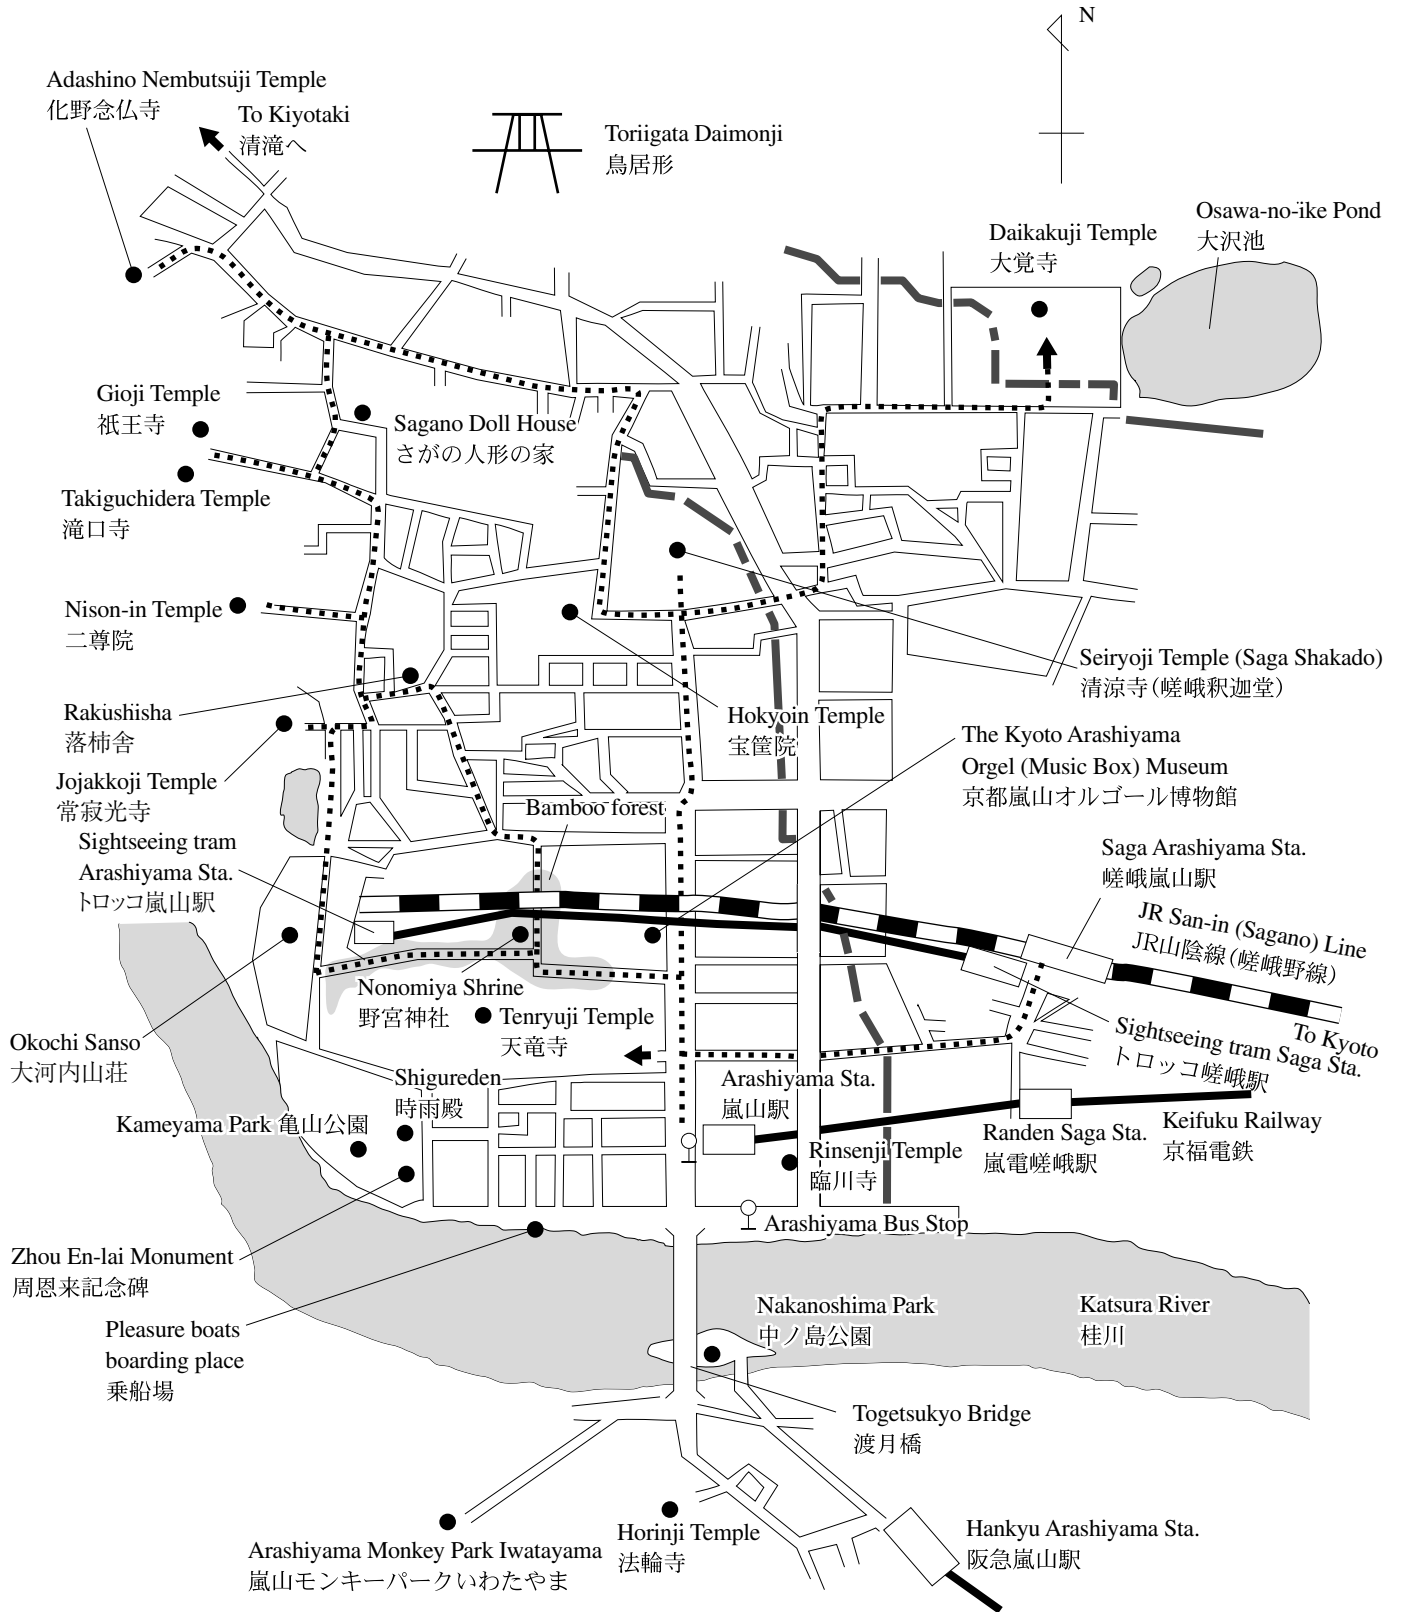 N
Adashino Nembutsuji Temple
化野念仏寺
To Kiyotaki
清滝へ
Toriigata Daimonji
鳥居形
Daikakuji Temple
大覚寺
Osawa-no-ike Pond
大沢池
Gioji Temple
祇王寺
Sagano Doll House
さがの人形の家
Takiguchidera Temple
滝口寺
Nison-in Temple
二尊院
Seiryoji Temple (Saga Shakado)
清涼寺（嵯峨釈迦堂）
Rakushisha
落柿舎
Hokyoin Temple
宝筐院
The Kyoto Arashiyama
Orgel (Music Box) Museum
京都嵐山オルゴール博物館
Jojakkoji Temple
常寂光寺
Bamboo forest
Sightseeing tram
Arashiyama Sta.
トロッコ嵐山駅
Saga Arashiyama Sta.
嵯峨嵐山駅
JR San-in (Sagano) Line
JR山陰線（嵯峨野線）
Nonomiya Shrine
野宮神社
Tenryuji Temple
天竜寺
Okochi Sanso
大河内山荘
To Kyoto
Sightseeing tram Saga Sta.
トロッコ嵯峨駅
Shigureden
時雨殿
Arashiyama Sta.
嵐山駅
Kameyama Park 亀山公園
Randen Saga Sta.
嵐電嵯峨駅
Keifuku Railway
京福電鉄
Rinsenji Temple
臨川寺
Arashiyama Bus Stop
Zhou En-lai Monument
周恩来記念碑
Pleasure boats
boarding place
乗船場
Nakanoshima Park
中ノ島公園
Katsura River
桂川
Togetsukyo Bridge
渡月橋
Horinji Temple
法輪寺
Arashiyama Monkey Park Iwatayama
嵐山モンキーパークいわたやま
Hankyu Arashiyama Sta.
阪急嵐山駅